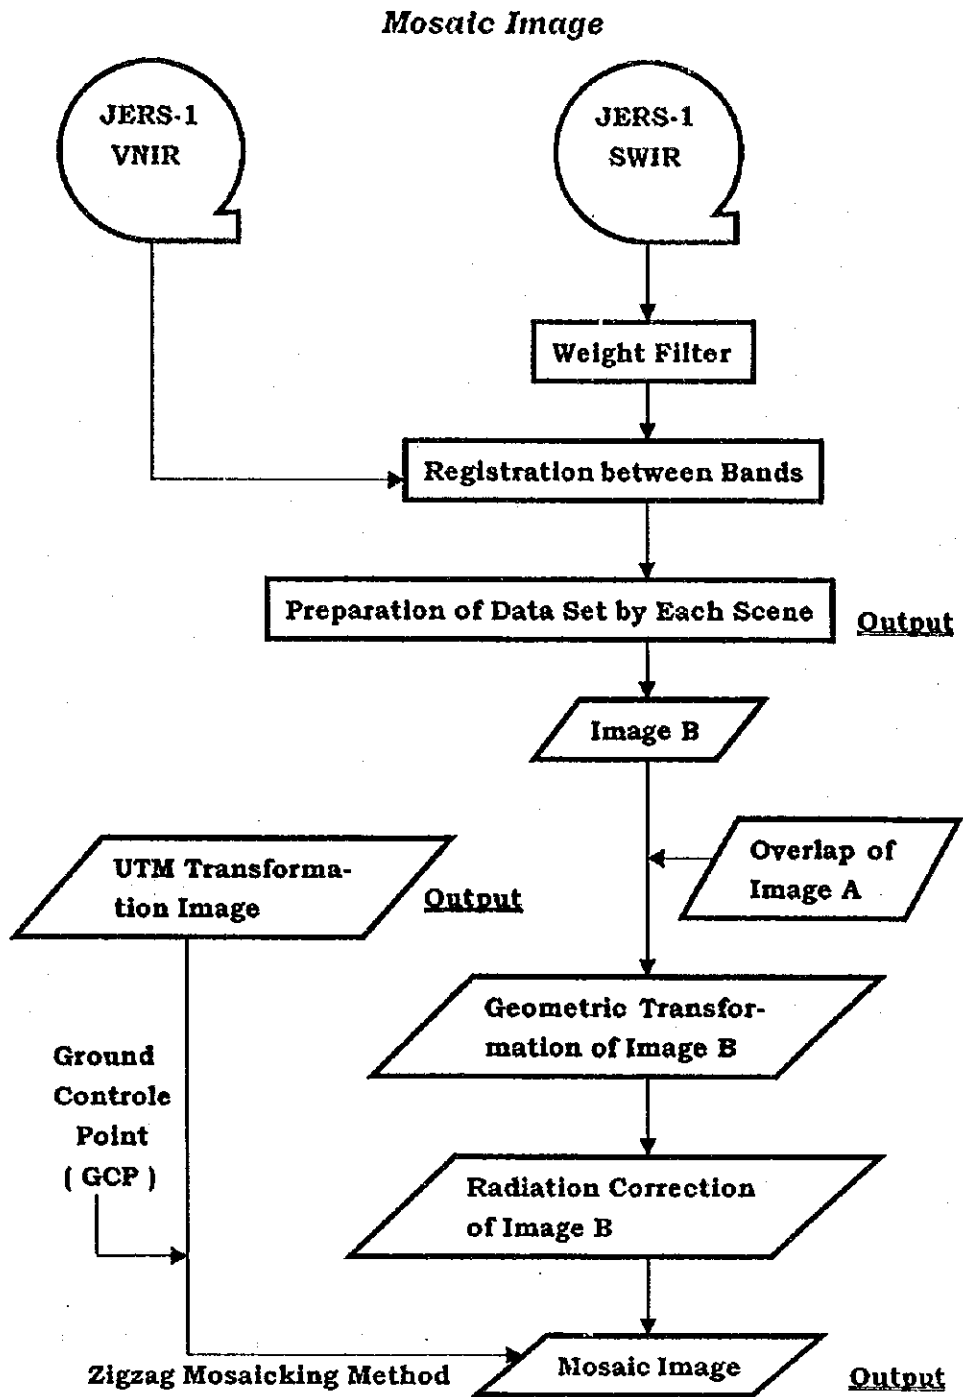 Mosaic Image
JERS-1
VNIR
JERS-1
SWIR
Weight Filter
Registration between Bands
Preparation of Data Set by Each Scene
Output
Image B
Overlap of
Image A
UTM Transforma-
tion Image
Output
Geometric Transfor-
mation of Image B
Ground
Controle
Point
( GCP )
Radiation Correction
of Image B
Zigzag Mosaicking Method
Mosaic Image
Output